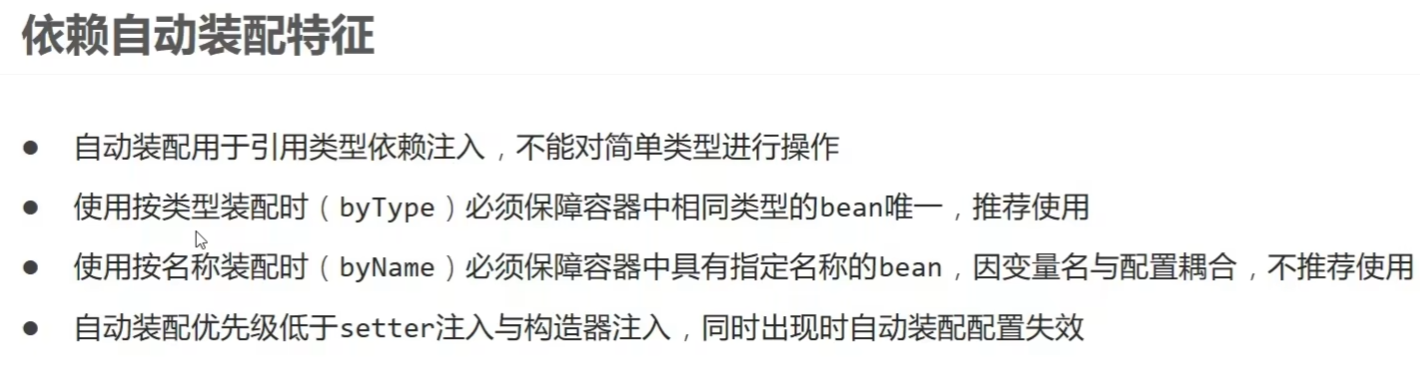 依赖自动装配特征
● 自动装配用于引用类型依赖注入，不能对简单类型进行操作
● 使用按类型装配时（byType）必须保障容器中相同类型的bean唯一，推荐使用
● 使用按名称装配时（byName）必须保障容器中具有指定名称的bean，因变量名与配置耦合，不推荐使用
● 自动装配优先级低于setter注入与构造器注入，同时出现时自动装配配置失效